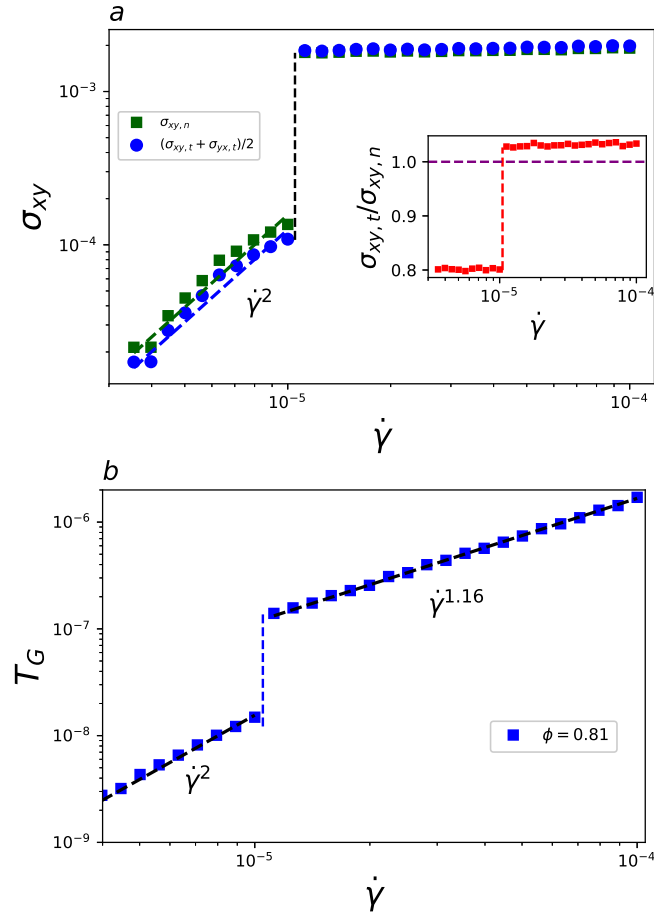 a
10⁻³
10⁻⁴
σxy
σxy,n
(σxy,t + σyx,t)/2
γ̇²
10⁻⁵
10⁻⁴
γ̇
σxy,t/σxy,n
1.0
0.9
0.8
10⁻⁵
10⁻⁴
γ̇
b
10⁻⁶
10⁻⁷
10⁻⁸
10⁻⁹
T_G
γ̇¹·¹⁶
γ̇²
ϕ = 0.81
10⁻⁵
10⁻⁴
γ̇